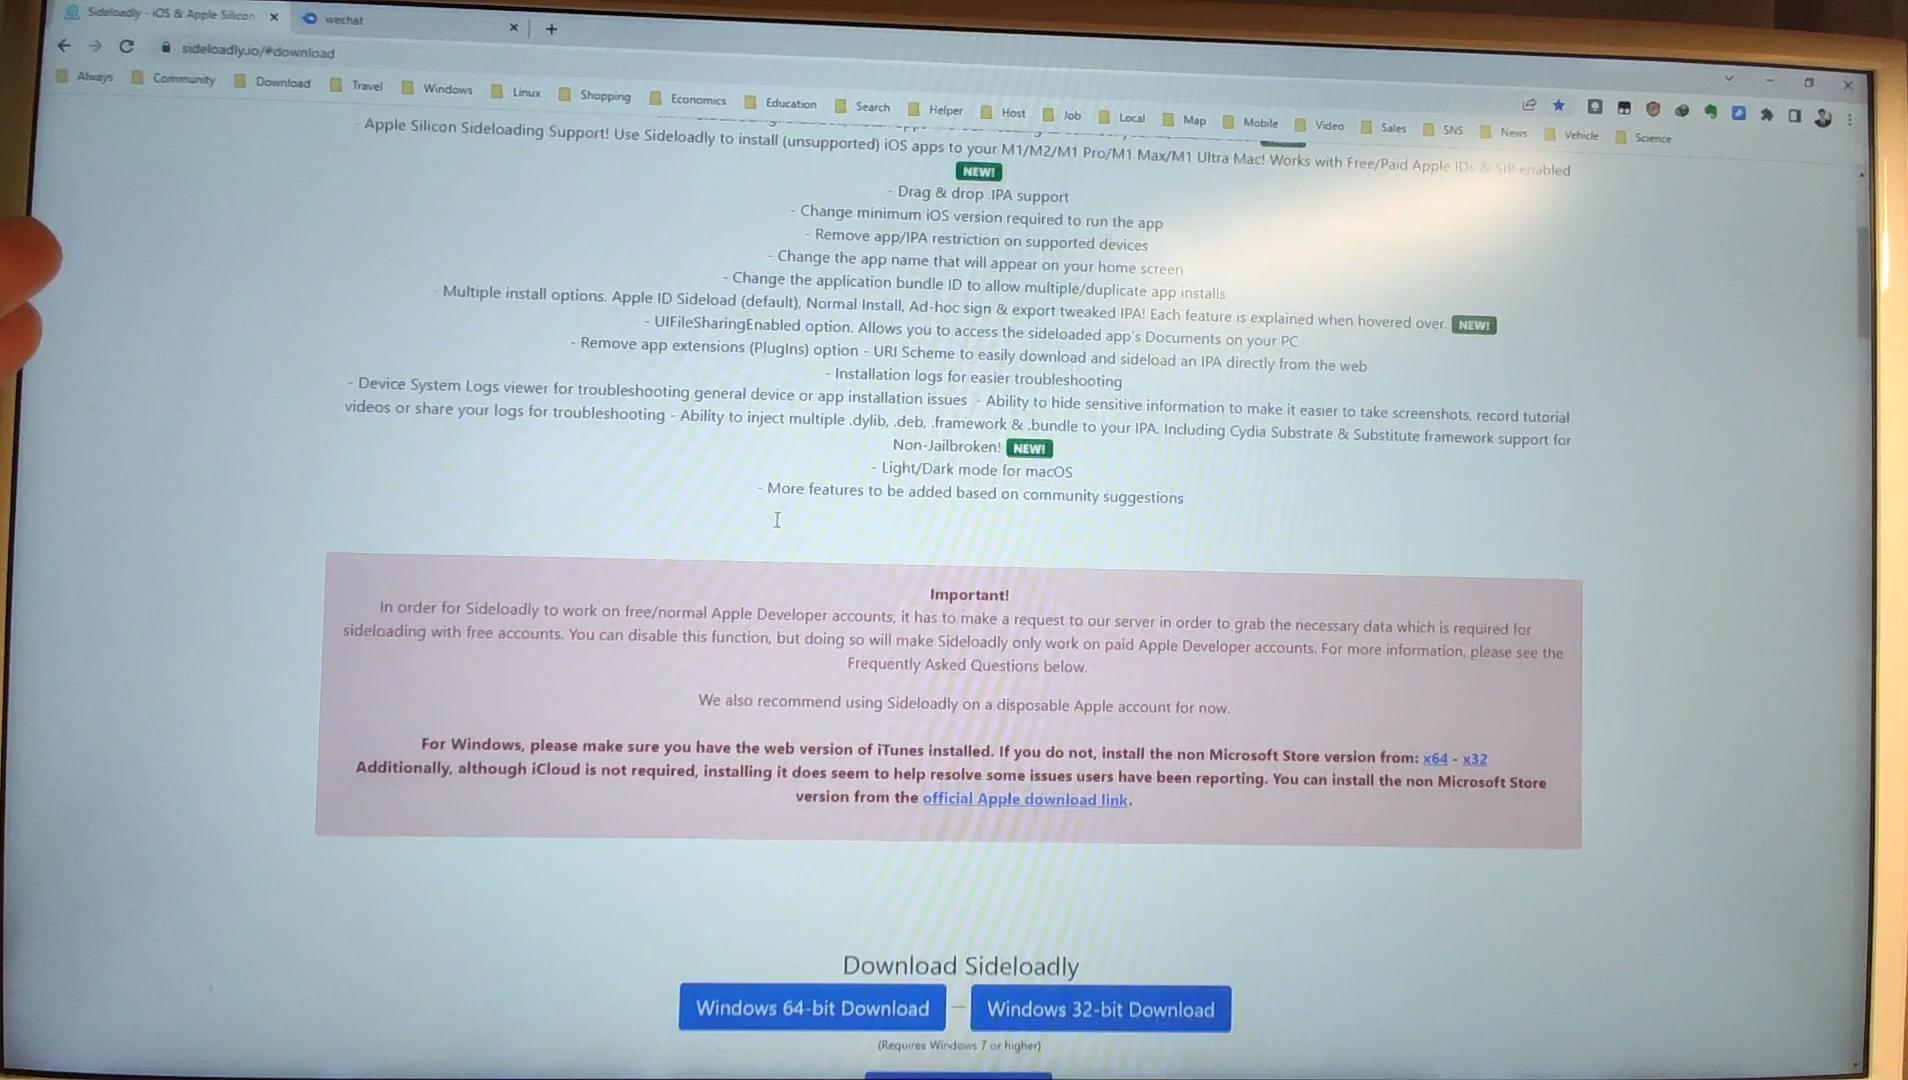 Sideloadly - iOS & Apple Silicon
wechat
sideloadly.io/#download
Always Community Download Travel Windows Linux Shopping Economics Education Search Helper Host Job Local Map Mobile Video Sales SNS News Vehicle Science
- Apple Silicon Sideloading Support! Use Sideloadly to install (unsupported) iOS apps to your M1/M2/M1 Pro/M1 Max/M1 Ultra Mac! Works with Free/Paid Apple IDs & SIP enabled
NEW!
- Drag & drop .IPA support
- Change minimum iOS version required to run the app
- Remove app/IPA restriction on supported devices
- Change the app name that will appear on your home screen
- Change the application bundle ID to allow multiple/duplicate app installs
- Multiple install options. Apple ID Sideload (default), Normal Install, Ad-hoc sign & export tweaked IPA! Each feature is explained when hovered over. NEW!
- UIFileSharingEnabled option. Allows you to access the sideloaded app's Documents on your PC
- Remove app extensions (PlugIns) option - URI Scheme to easily download and sideload an IPA directly from the web
- Installation logs for easier troubleshooting
- Device System Logs viewer for troubleshooting general device or app installation issues - Ability to hide sensitive information to make it easier to take screenshots, record tutorial
videos or share your logs for troubleshooting - Ability to inject multiple .dylib, .deb, .framework & .bundle to your IPA. Including Cydia Substrate & Substitute framework support for
Non-Jailbroken! NEW!
- Light/Dark mode for macOS
- More features to be added based on community suggestions
Important!
In order for Sideloadly to work on free/normal Apple Developer accounts, it has to make a request to our server in order to grab the necessary data which is required for
sideloading with free accounts. You can disable this function, but doing so will make Sideloadly only work on paid Apple Developer accounts. For more information, please see the
Frequently Asked Questions below.
We also recommend using Sideloadly on a disposable Apple account for now.
For Windows, please make sure you have the web version of iTunes installed. If you do not, install the non Microsoft Store version from: x64 - x32
Additionally, although iCloud is not required, installing it does seem to help resolve some issues users have been reporting. You can install the non Microsoft Store
version from the official Apple download link.
Download Sideloadly
Windows 64-bit Download — Windows 32-bit Download
(Requires Windows 7 or higher)